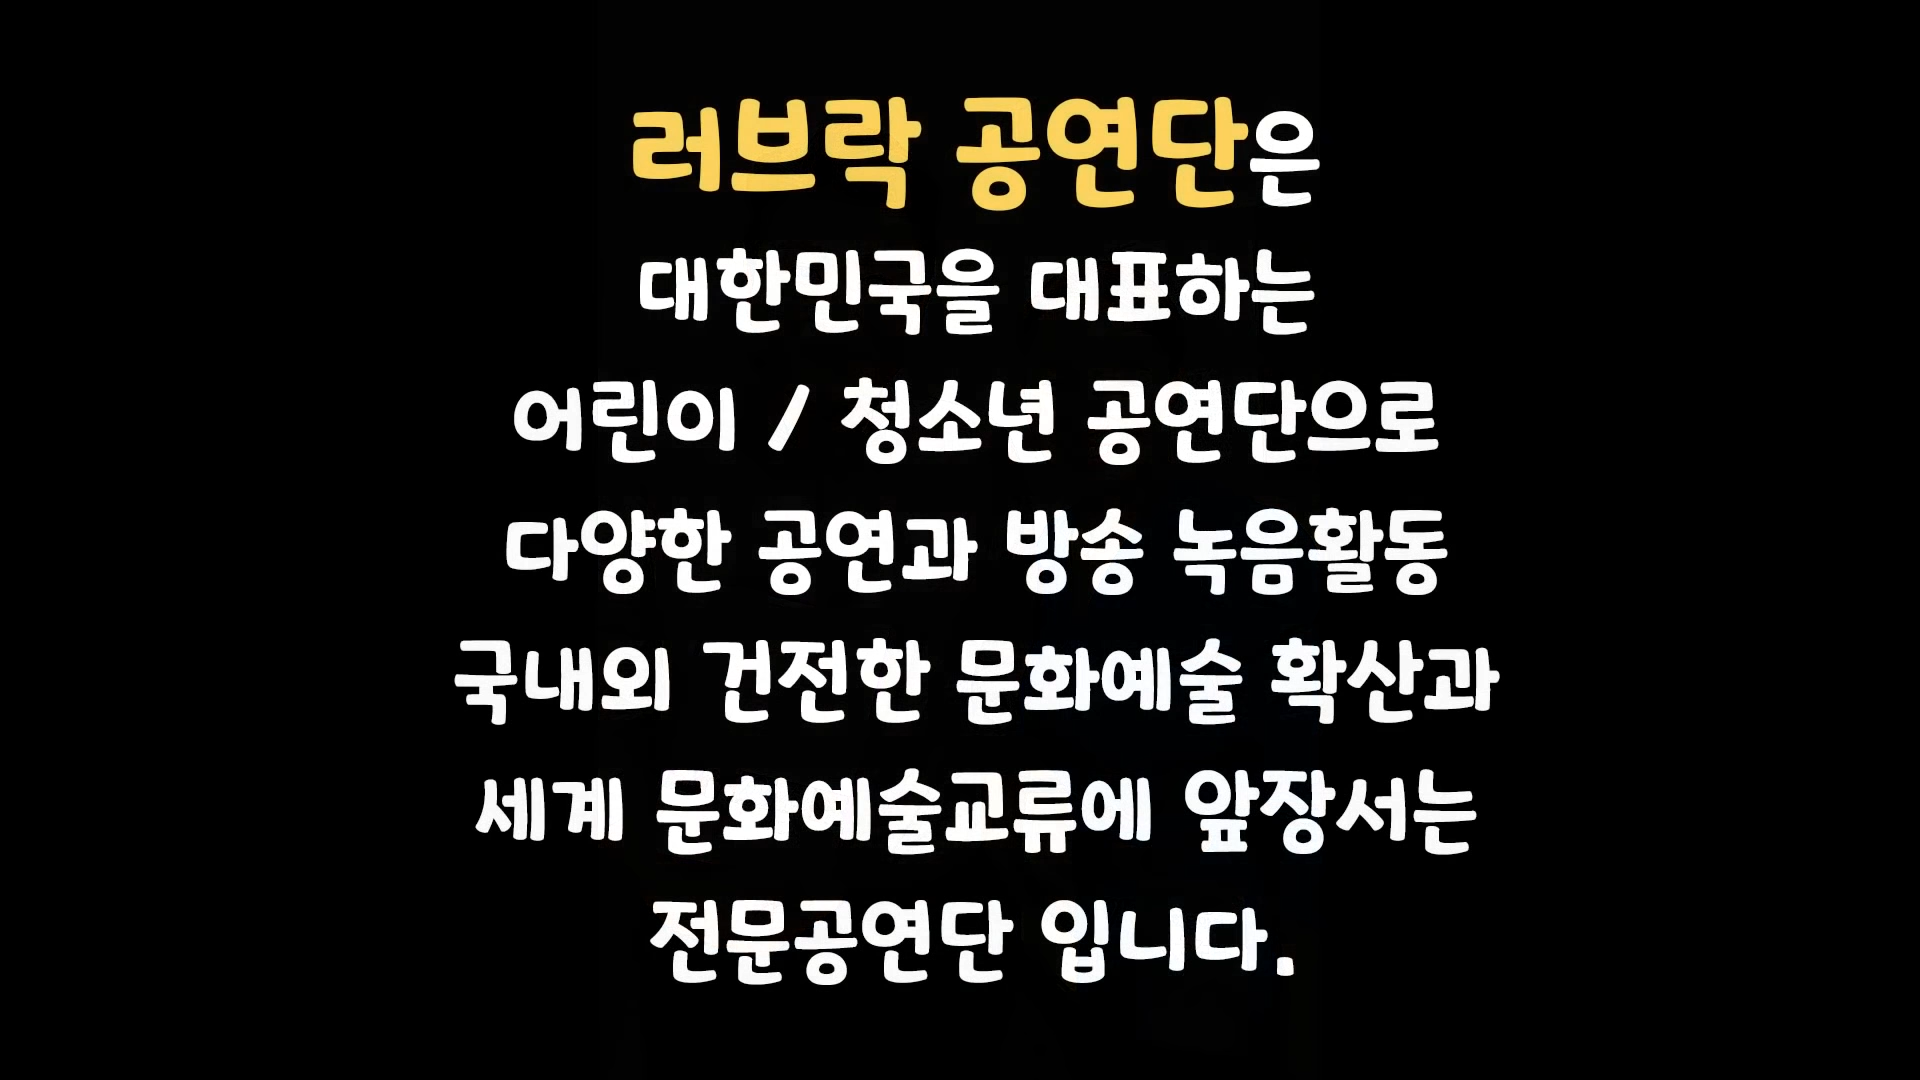 러브락 공연단은
대한민국을 대표하는
어린이 / 청소년 공연단으로
다양한 공연과 방송 녹음활동
국내외 건전한 문화예술 확산과
세계 문화예술교류에 앞장서는
전문공연단 입니다.